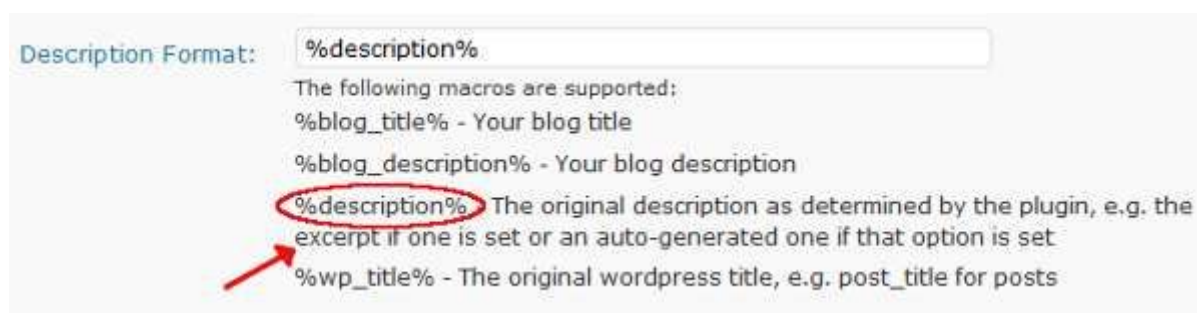 Description Format: %description%
The following macros are supported:
%blog_title% - Your blog title
%blog_description% - Your blog description
%description% - The original description as determined by the plugin, e.g. the
excerpt if one is set or an auto-generated one if that option is set
%wp_title% - The original wordpress title, e.g. post_title for posts